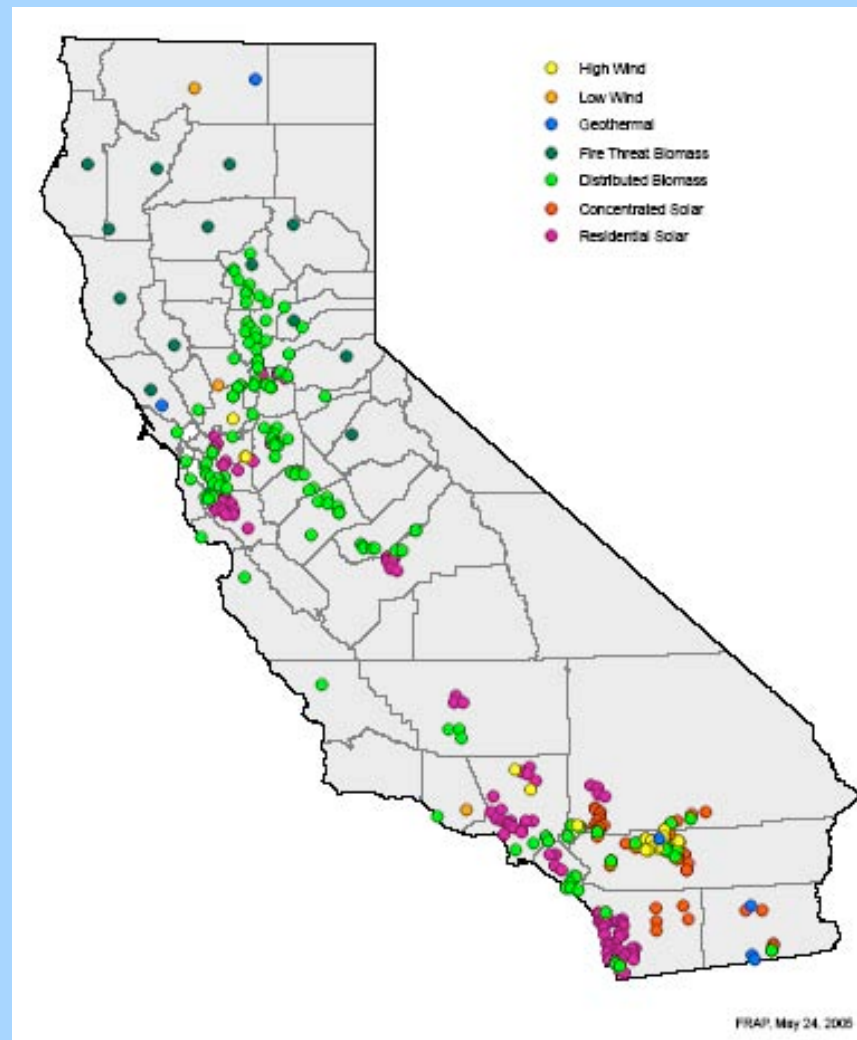 High Wind
Low Wind
Geothermal
Fire Threat Biomass
Distributed Biomass
Concentrated Solar
Residential Solar
FRAP, May 24, 2005